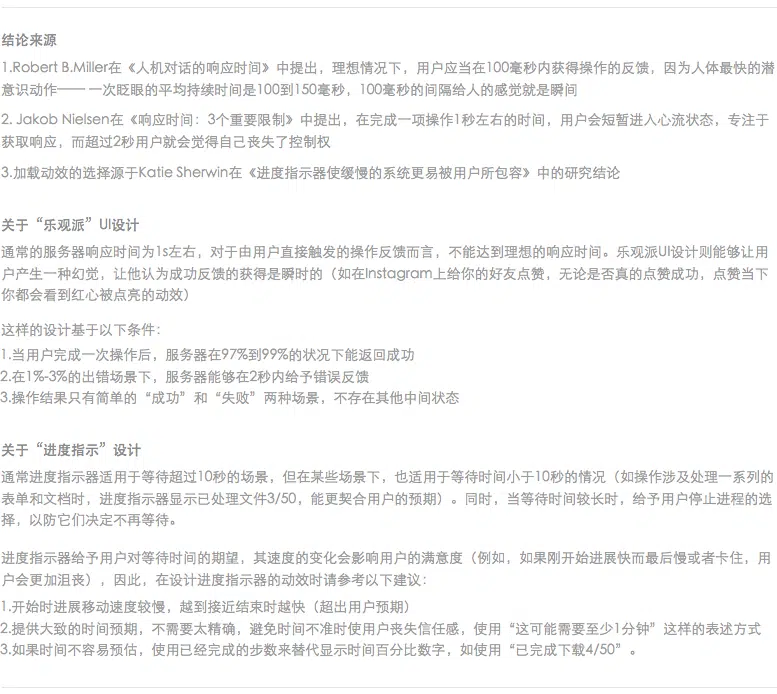 结论来源
1.Robert B.Miller在《人机对话的响应时间》中提出，理想情况下，用户应当在100毫秒内获得操作的反馈，因为人体最快的潜
意识动作—— 一次眨眼的平均持续时间是100到150毫秒，100毫秒的间隔给人的感觉就是瞬间
2. Jakob Nielsen在《响应时间：3个重要限制》中提出，在完成一项操作1秒左右的时间，用户会短暂进入心流状态，专注于
获取响应，而超过2秒用户就会觉得自己丧失了控制权
3.加载动效的选择源于Katie Sherwin在《进度指示器使缓慢的系统更易被用户所包容》中的研究结论
关于“乐观派”UI设计
通常的服务器响应时间为1s左右，对于由用户直接触发的操作反馈而言，不能达到理想的响应时间。乐观派UI设计则能够让用
户产生一种幻觉，让他认为成功反馈的获得是瞬时的（如在Instagram上给你的好友点赞，无论是否真的点赞成功，点赞当下
你都会看到红心被点亮的动效）
这样的设计基于以下条件：
1.当用户完成一次操作后，服务器在97%到99%的状况下能返回成功
2.在1%-3%的出错场景下，服务器能够在2秒内给予错误反馈
3.操作结果只有简单的“成功”和“失败”两种场景，不存在其他中间状态
关于“进度指示”设计
通常进度指示器适用于等待超过10秒的场景，但在某些场景下，也适用于等待时间小于10秒的情况（如操作涉及处理一系列的
表单和文档时，进度指示器显示已处理文件3/50，能更契合用户的预期）。同时，当等待时间较长时，给予用户停止进程的选
择，以防它们决定不再等待。
进度指示器给予用户对等待时间的期望，其速度的变化会影响用户的满意度（例如，如果刚开始进展快而最后慢或者卡住，用
户会更加沮丧），因此，在设计进度指示器的动效时请参考以下建议：
1.开始时进展移动速度较慢，越到接近结束时越快（超出用户预期）
2.提供大致的时间预期，不需要太精确，避免时间不准时使用户丧失信任感，使用“这可能需要至少1分钟”这样的表述方式
3.如果时间不容易预估，使用已经完成的步数来替代显示时间百分比数字，如使用“已完成下载4/50”。